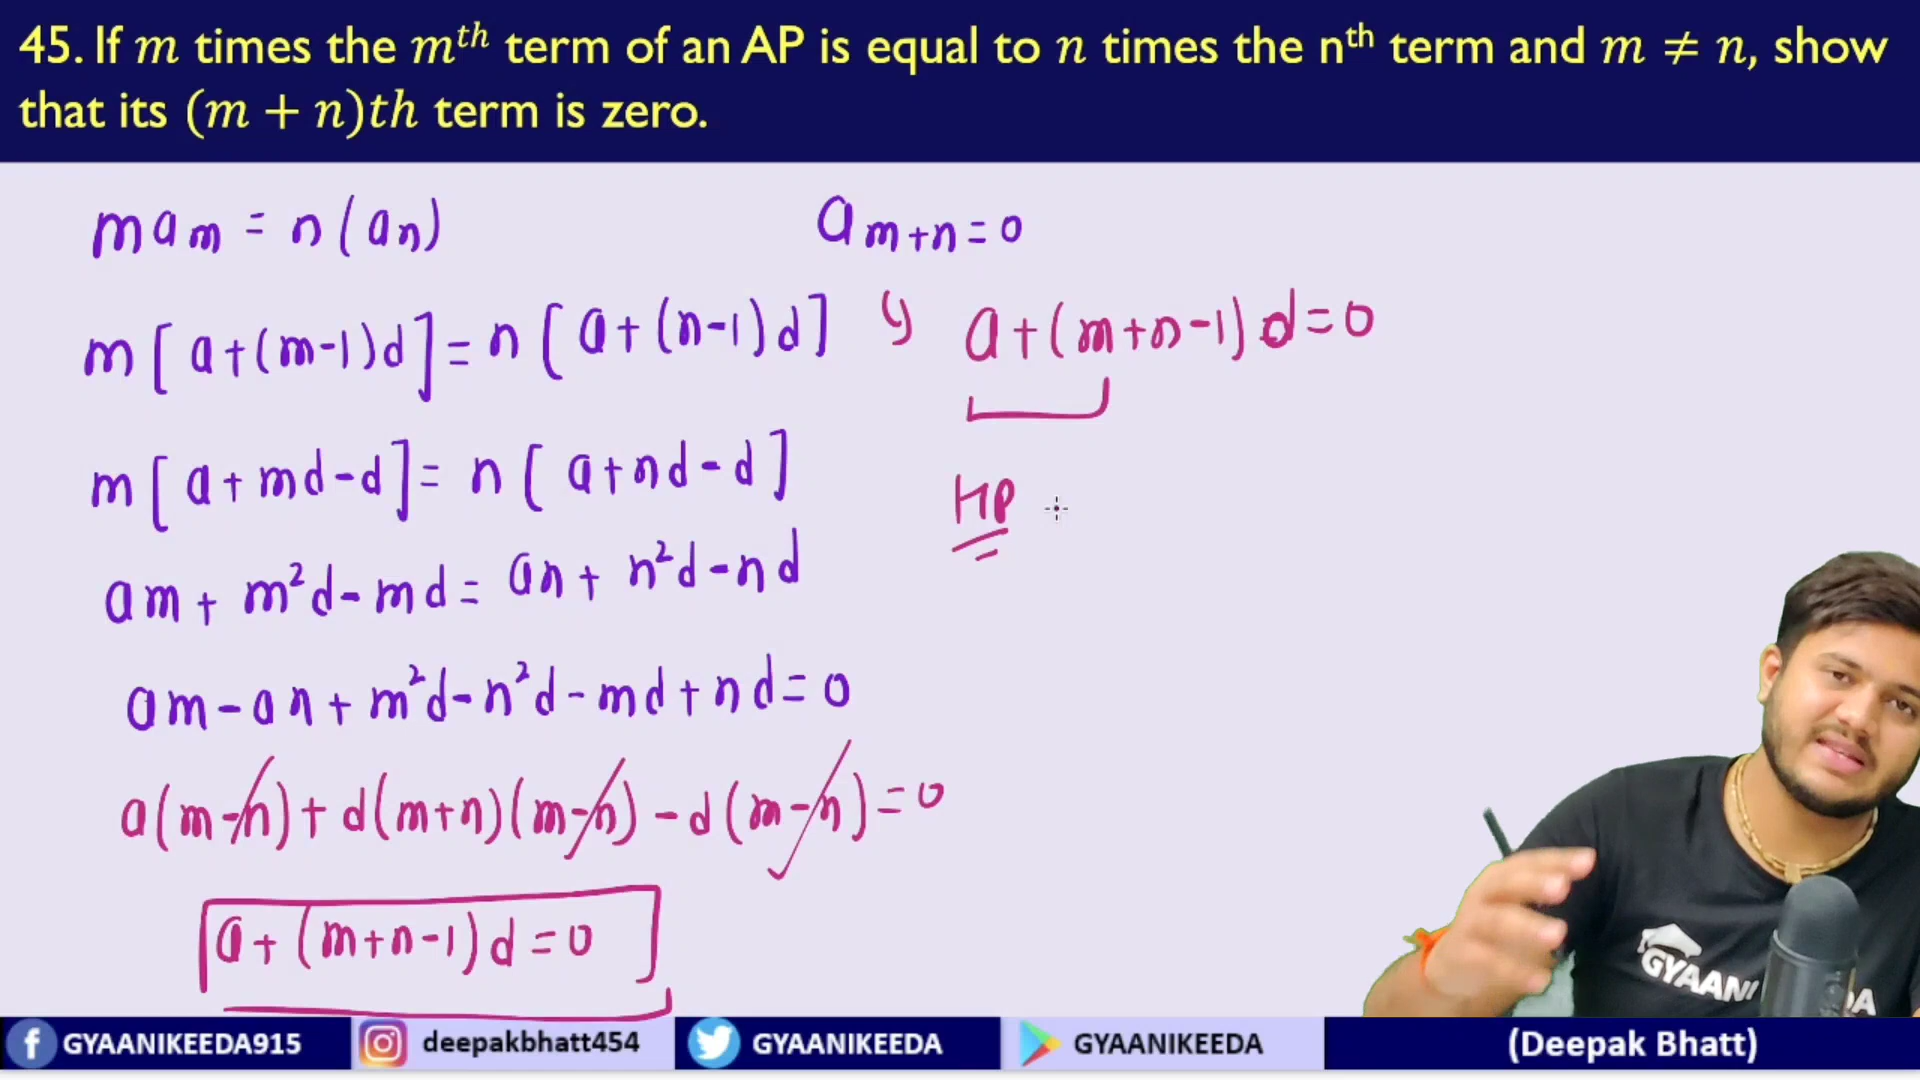 45. If m times the mᵗʰ term of an AP is equal to n times the nᵗʰ term and m ≠ n, show
that its (m + n)th term is zero.
m aₘ = n(aₙ)
m[a+(m-1)d] = n[a+(n-1)d]
m[a+md-d] = n[a+nd-d]
am + m²d - md = an + n²d - nd
am - an + m²d - n²d - md + nd = 0
a(m-n) + d(m+n)(m-n) - d(m-n) = 0
a+(m+n-1)d = 0
aₘ₊ₙ = 0
a+(m+n-1)d = 0
HP
GYAANIKEEDA
GYAANIKEEDA915
deepakbhatt454
GYAANIKEEDA
GYAANIKEEDA
(Deepak Bhatt)